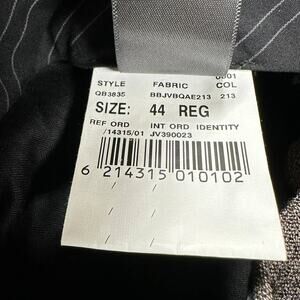 0801
STYLE FABRIC COL
QB3835 BBJVBQAE213 213
SIZE: 44 REG
REF ORD INT ORD IDENTITY
/14315/01 JV390023
6 214315 010102